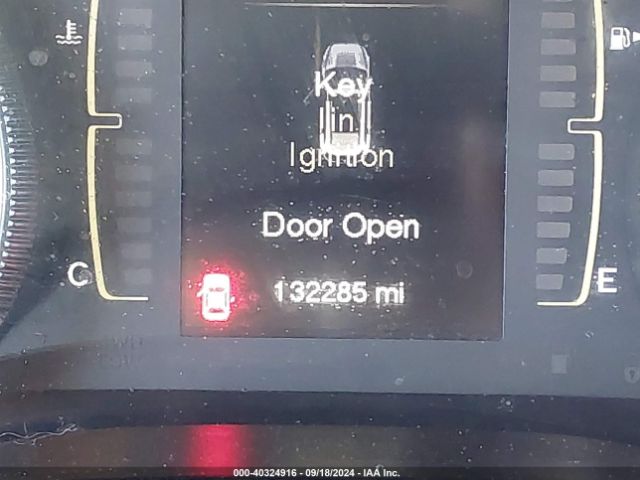 Key
in
Ignition
Door Open
C
132285 mi
E
000-40324916 - 09/18/2024 - IAA Inc.